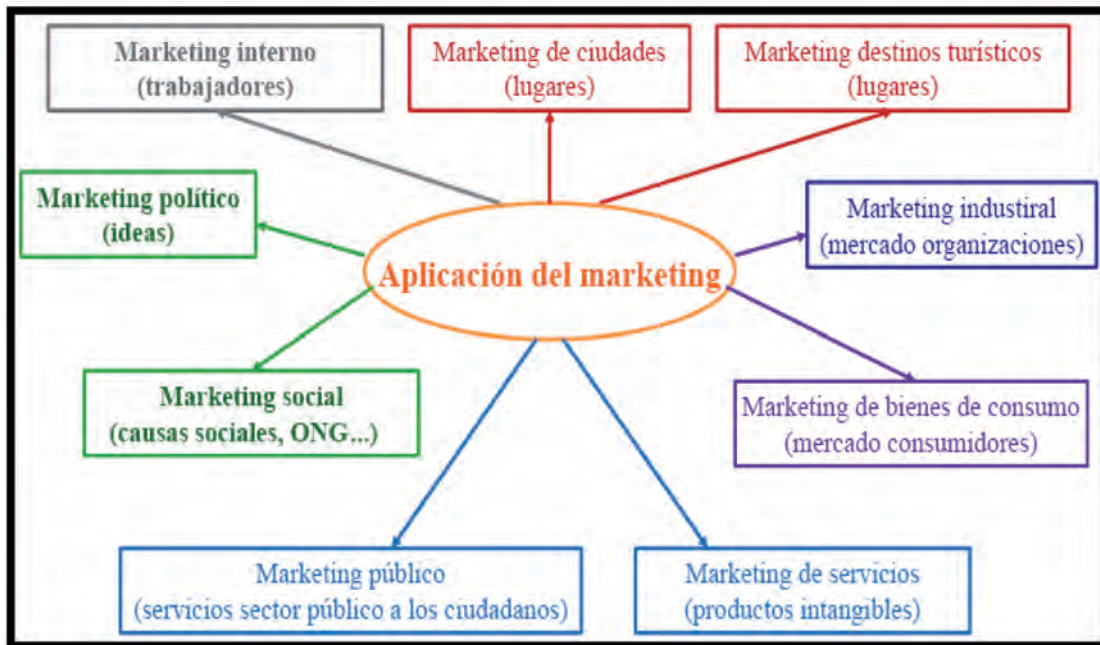 Marketing interno
(trabajadores)
Marketing de ciudades
(lugares)
Marketing destinos turísticos
(lugares)
Marketing político
(ideas)
Marketing industiral
(mercado organizaciones)
Aplicación del marketing
Marketing social
(causas sociales, ONG...)
Marketing de bienes de consumo
(mercado consumidores)
Marketing público
(servicios sector público a los ciudadanos)
Marketing de servicios
(productos intangibles)